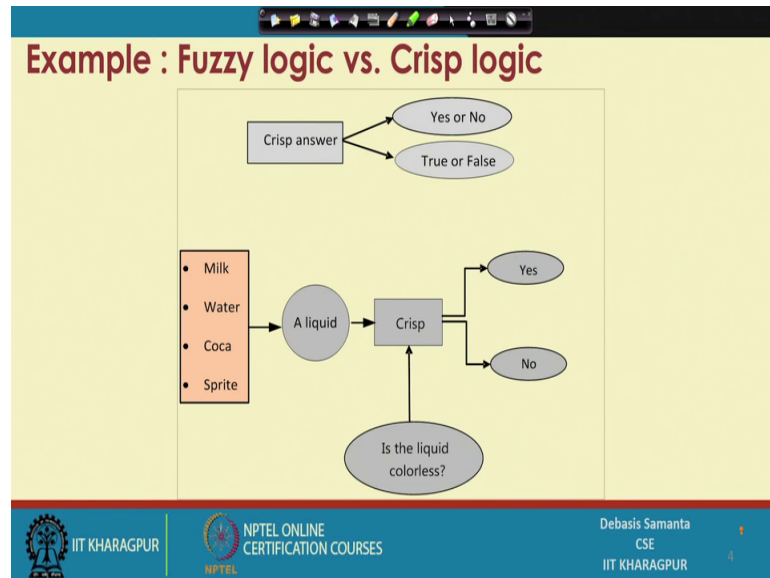 Example : Fuzzy logic vs. Crisp logic
Crisp answer
Yes or No
True or False
• Milk
• Water
• Coca
• Sprite
A liquid
Crisp
Yes
No
Is the liquid
colorless?
IIT KHARAGPUR
NPTEL
NPTEL ONLINE
CERTIFICATION COURSES
Debasis Samanta
CSE
IIT KHARAGPUR
4